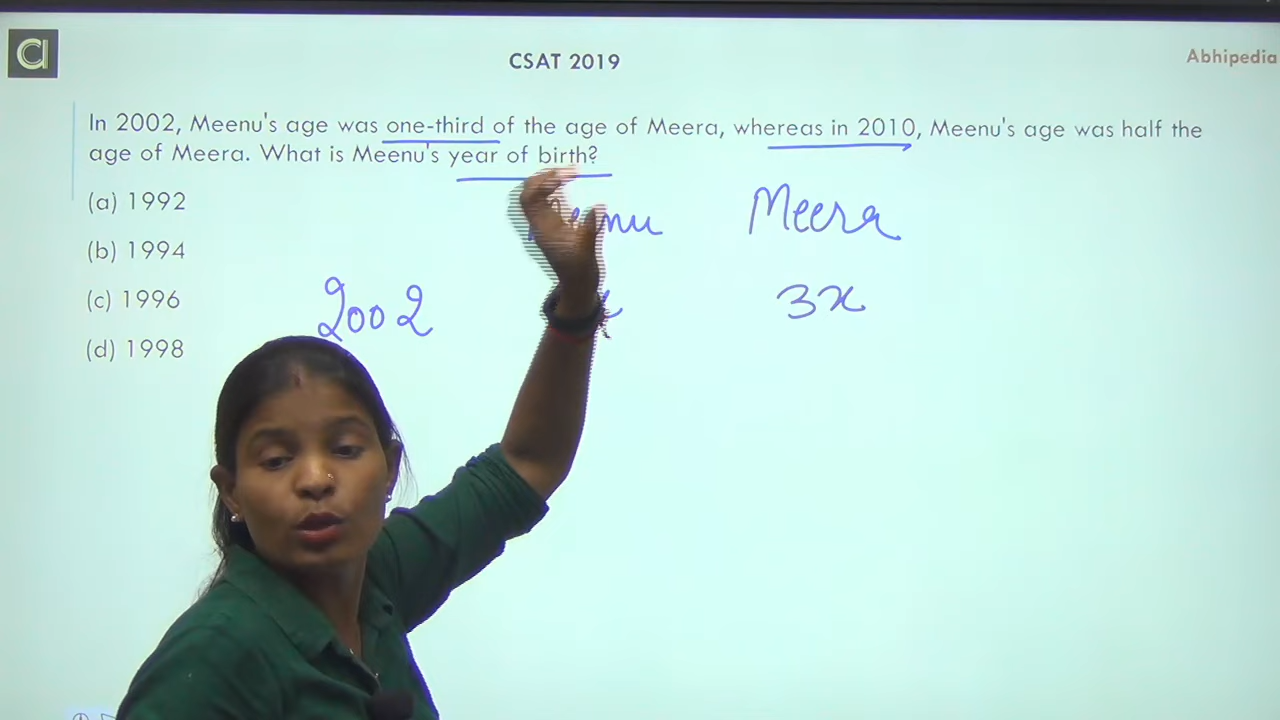 CSAT 2019
Abhipedia
In 2002, Meenu's age was one-third of the age of Meera, whereas in 2010, Meenu's age was half the
age of Meera. What is Meenu's year of birth?
(a) 1992
(b) 1994
(c) 1996
(d) 1998
Meera
2002 3x